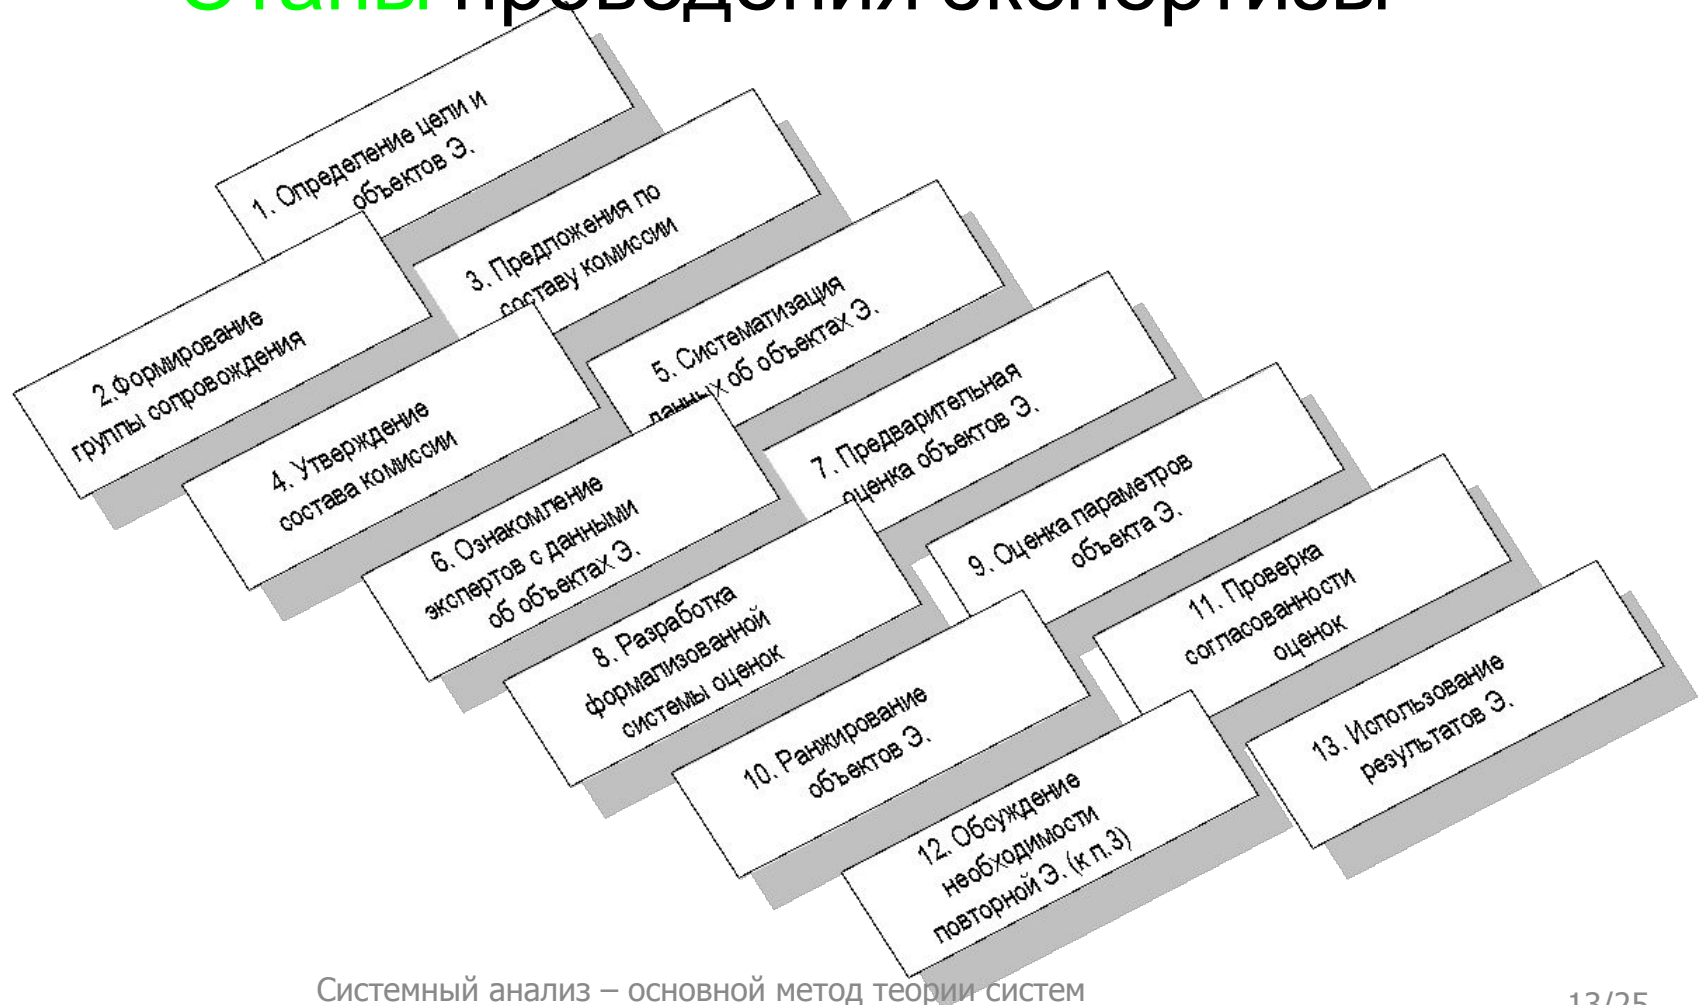 Этапы проведения экспертизы
1. Определение цели и
объектов Э.
2.Формирование
группы сопровождения
3. Предложения по
составу комиссии
4. Утверждение
состава комиссии
5. Систематизация
данных об объектах Э.
6. Ознакомление
экспертов с данными
об объектах Э.
7. Предварительная
оценка объектов Э.
8. Разработка
формализованной
системы оценок
9. Оценка параметров
объекта Э.
10. Ранжирование
объектов Э.
11. Проверка
согласованности
оценок
12. Обсуждение
необходимости
повторной Э. (к п.3)
13. Использование
результатов Э.
Системный анализ – основной метод теории систем
13/25